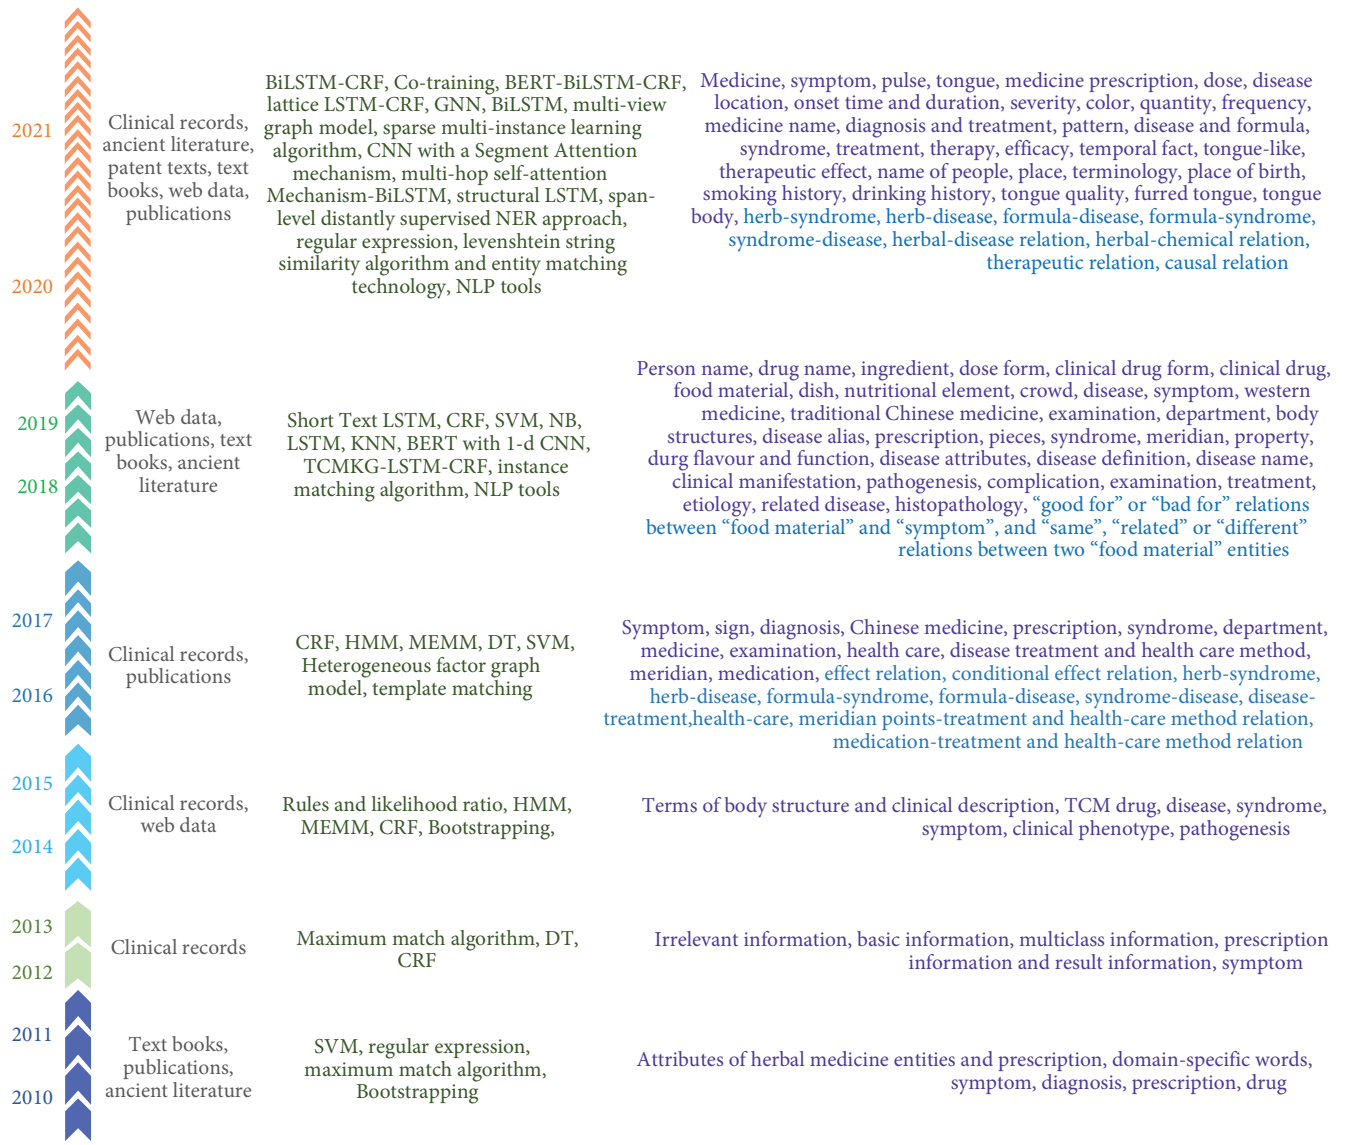 2021
2020
Clinical records,
ancient literature,
patent texts, text
books, web data,
publications
BiLSTM-CRF, Co-training, BERT-BiLSTM-CRF,
lattice LSTM-CRF, GNN, BiLSTM, multi-view
graph model, sparse multi-instance learning
algorithm, CNN with a Segment Attention
mechanism, multi-hop self-attention
Mechanism-BiLSTM, structural LSTM, span-
level distantly supervised NER approach,
regular expression, levenshtein string
similarity algorithm and entity matching
technology, NLP tools
Medicine, symptom, pulse, tongue, medicine prescription, dose, disease
location, onset time and duration, severity, color, quantity, frequency,
medicine name, diagnosis and treatment, pattern, disease and formula,
syndrome, treatment, therapy, efficacy, temporal fact, tongue-like,
therapeutic effect, name of people, place, terminology, place of birth,
smoking history, drinking history, tongue quality, furred tongue, tongue
body, herb-syndrome, herb-disease, formula-disease, formula-syndrome,
syndrome-disease, herbal-disease relation, herbal-chemical relation,
therapeutic relation, causal relation
2019
2018
Web data,
publications, text
books, ancient
literature
Short Text LSTM, CRF, SVM, NB,
LSTM, KNN, BERT with 1-d CNN,
TCMKG-LSTM-CRF, instance
matching algorithm, NLP tools
Person name, drug name, ingredient, dose form, clinical drug form, clinical drug,
food material, dish, nutritional element, crowd, disease, symptom, western
medicine, traditional Chinese medicine, examination, department, body
structures, disease alias, prescription, pieces, syndrome, meridian, property,
durg flavour and function, disease attributes, disease definition, disease name,
clinical manifestation, pathogenesis, complication, examination, treatment,
etiology, related disease, histopathology, “good for” or “bad for” relations
between “food material” and “symptom”, and “same”, “related” or “different”
relations between two “food material” entities
2017
2016
Clinical records,
publications
CRF, HMM, MEMM, DT, SVM,
Heterogeneous factor graph
model, template matching
Symptom, sign, diagnosis, Chinese medicine, prescription, syndrome, department,
medicine, examination, health care, disease treatment and health care method,
meridian, medication, effect relation, conditional effect relation, herb-syndrome,
herb-disease, formula-syndrome, formula-disease, syndrome-disease, disease-
treatment,health-care, meridian points-treatment and health-care method relation,
medication-treatment and health-care method relation
2015
2014
Clinical records,
web data
Rules and likelihood ratio, HMM,
MEMM, CRF, Bootstrapping,
Terms of body structure and clinical description, TCM drug, disease, syndrome,
symptom, clinical phenotype, pathogenesis
2013
2012
Clinical records
Maximum match algorithm, DT,
CRF
Irrelevant information, basic information, multiclass information, prescription
information and result information, symptom
2011
2010
Text books,
publications,
ancient literature
SVM, regular expression,
maximum match algorithm,
Bootstrapping
Attributes of herbal medicine entities and prescription, domain-specific words,
symptom, diagnosis, prescription, drug